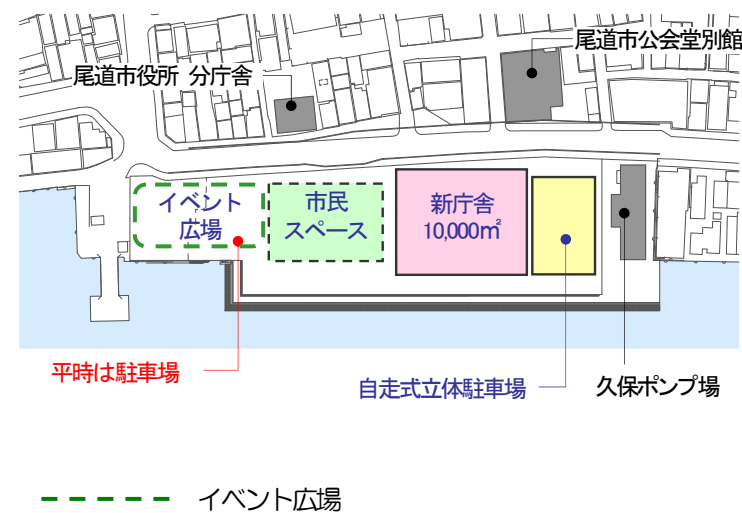 尾道市公会堂別館
尾道市役所 分庁舎
イベント
広場
市民
スペース
新庁舎
10,000㎡
平時は駐車場
自走式立体駐車場
久保ポンプ場
イベント広場